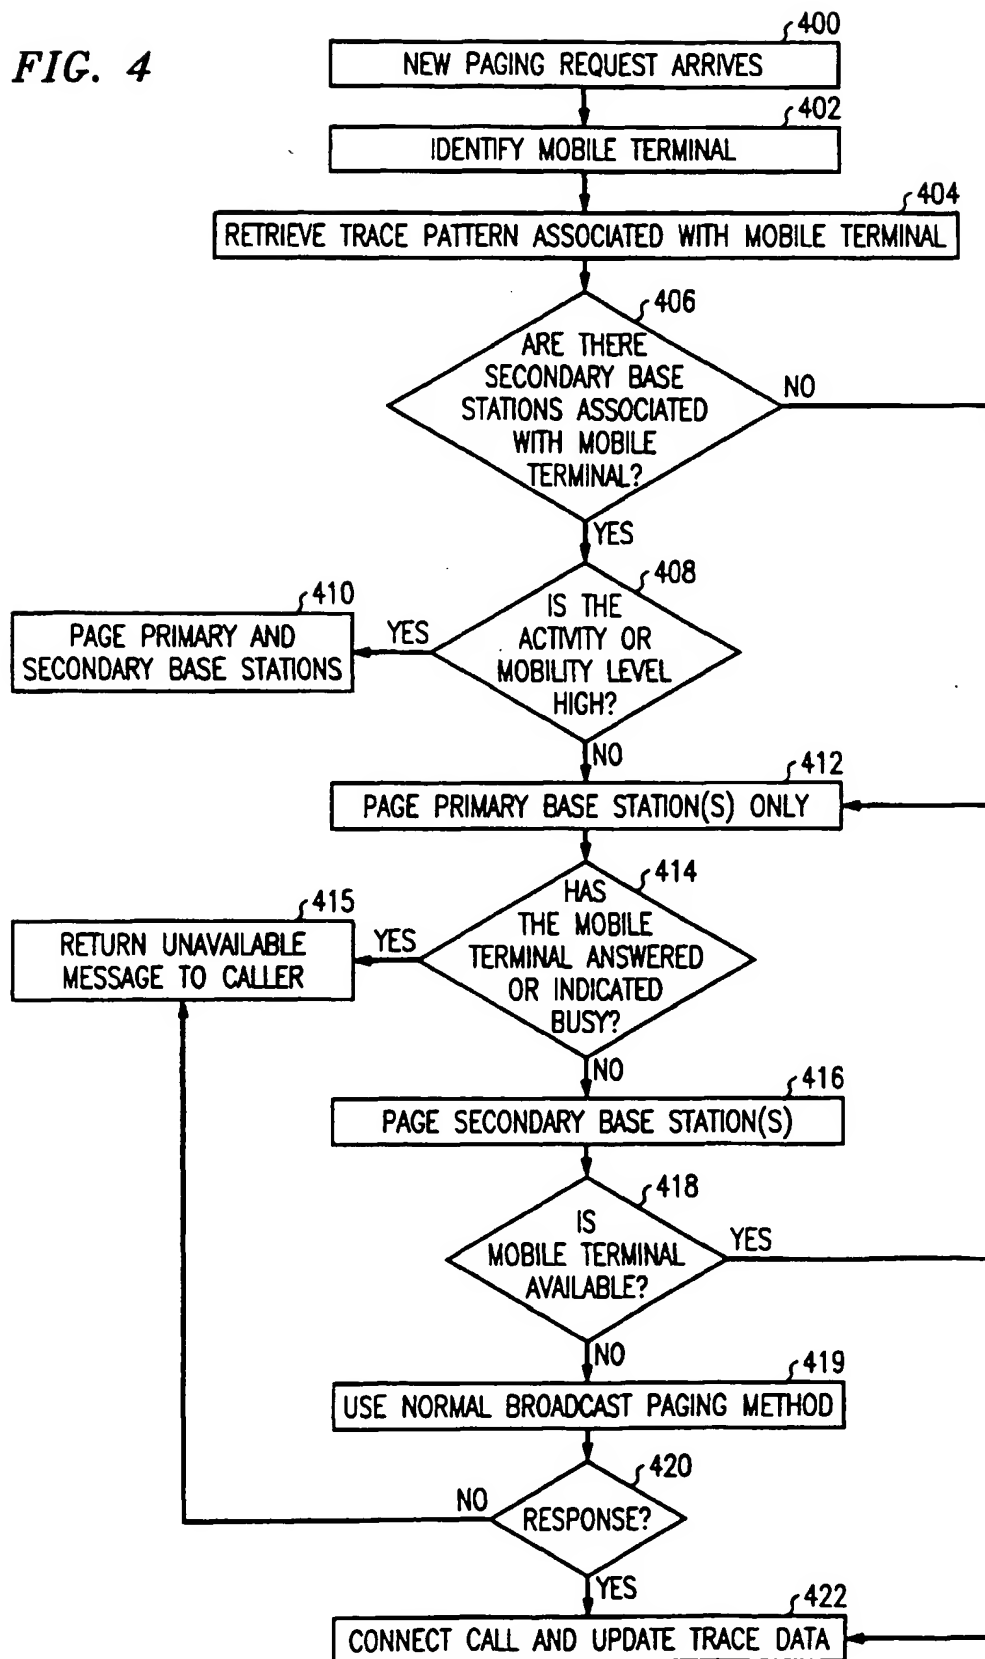 FIG. 4
400
NEW PAGING REQUEST ARRIVES
402
IDENTIFY MOBILE TERMINAL
404
RETRIEVE TRACE PATTERN ASSOCIATED WITH MOBILE TERMINAL
406
ARE THERE
SECONDARY BASE
STATIONS ASSOCIATED
WITH MOBILE
TERMINAL?
NO
YES
408
IS THE
ACTIVITY OR
MOBILITY LEVEL
HIGH?
YES
410
PAGE PRIMARY AND
SECONDARY BASE STATIONS
NO
412
PAGE PRIMARY BASE STATION(S) ONLY
414
HAS
THE MOBILE
TERMINAL ANSWERED
OR INDICATED
BUSY?
YES
415
RETURN UNAVAILABLE
MESSAGE TO CALLER
NO
416
PAGE SECONDARY BASE STATION(S)
418
IS
MOBILE TERMINAL
AVAILABLE?
YES
NO
419
USE NORMAL BROADCAST PAGING METHOD
420
RESPONSE?
NO
YES
422
CONNECT CALL AND UPDATE TRACE DATA